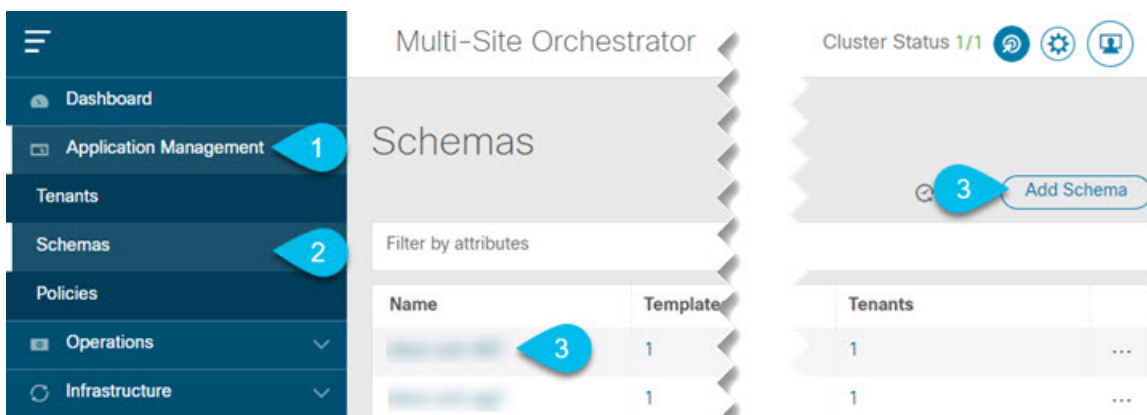 Multi-Site Orchestrator
Cluster Status 1/1
Dashboard
Application Management
1
Tenants
Schemas
2
Policies
Operations
Infrastructure
Schemas
3
Add Schema
Filter by attributes
Name Templates Tenants
3 1 1 ...
1 1 ...